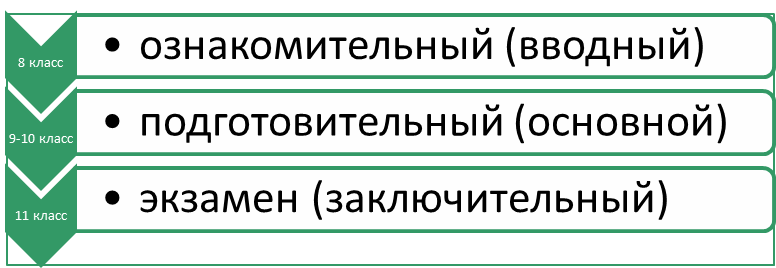 8 класс
• ознакомительный (вводный)
9-10 класс
• подготовительный (основной)
11 класс
• экзамен (заключительный)